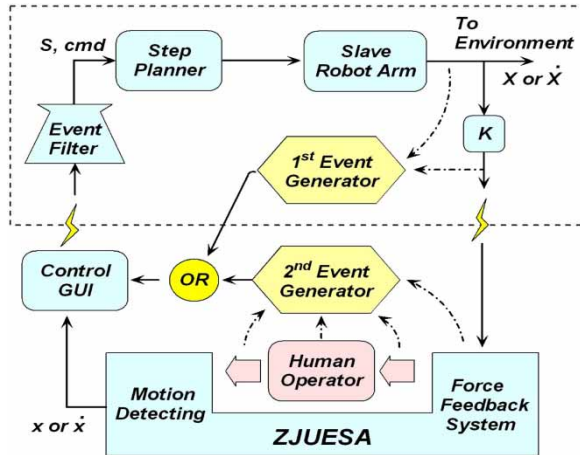 S, cmd
Step
Planner
Slave
Robot Arm
To
Environment
X or Ẋ
Event
Filter
K
1st Event
Generator
Control
GUI
OR
2nd Event
Generator
Human
Operator
Motion
Detecting
Force
Feedback
System
x or ẋ
ZJUESA